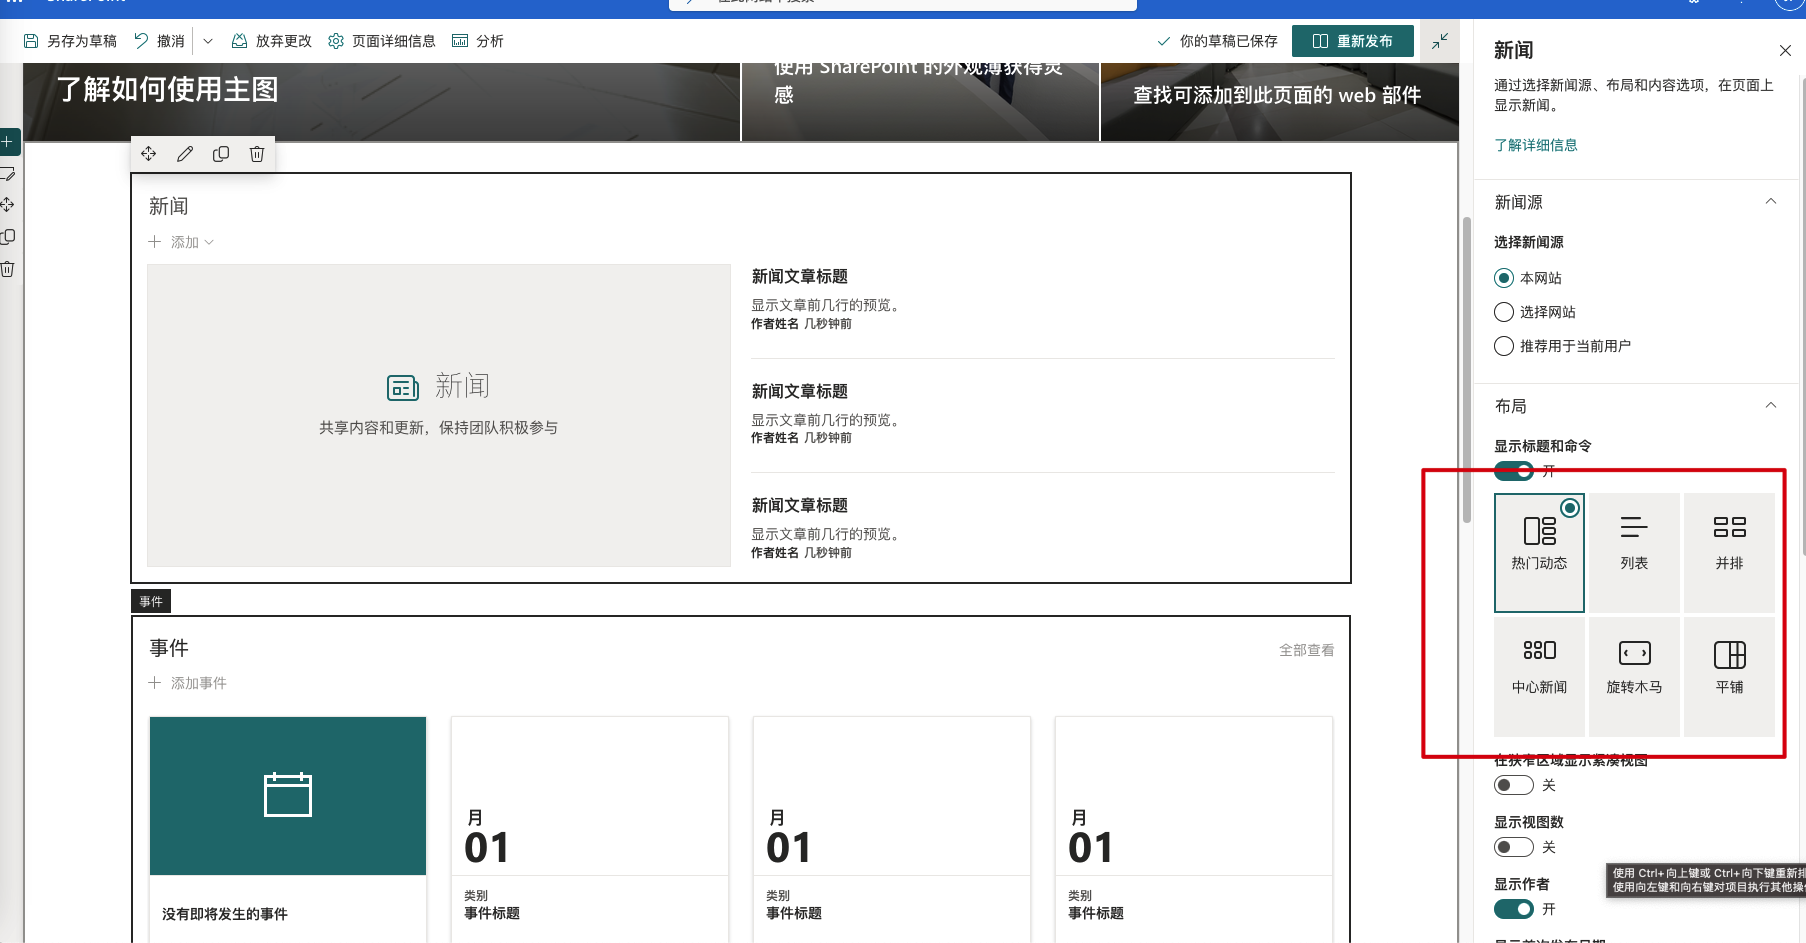 SharePoint
在此网站中搜索
另存为草稿
撤消
放弃更改
页面详细信息
分析
你的草稿已保存
重新发布
了解如何使用主图
使用 SharePoint 的外观薄获得灵
感
查找可添加到此页面的 web 部件
新闻
添加
新闻
共享内容和更新，保持团队积极参与
新闻文章标题
显示文章前几行的预览。
作者姓名 几秒钟前
新闻文章标题
显示文章前几行的预览。
作者姓名 几秒钟前
新闻文章标题
显示文章前几行的预览。
作者姓名 几秒钟前
事件
事件
全部查看
添加事件
没有即将发生的事件
月
01
类别
事件标题
月
01
类别
事件标题
月
01
类别
事件标题
新闻
通过选择新闻源、布局和内容选项，在页面上
显示新闻。
了解详细信息
新闻源
选择新闻源
本网站
选择网站
推荐用于当前用户
布局
显示标题和命令
开
热门动态
列表
并排
中心新闻
旋转木马
平铺
在狭窄区域显示紧凑视图
关
显示视图数
关
显示作者
开
使用 Ctrl+ 向上键或 Ctrl+ 向下键重新排
使用向左键和向右键对项目执行其他操
显示首次发布日期